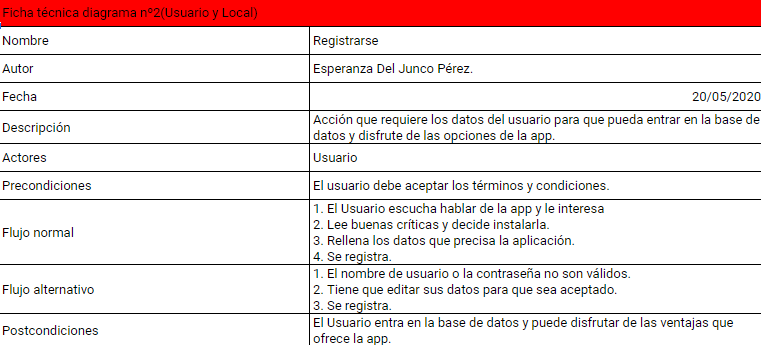 Ficha técnica diagrama nº2(Usuario y Local)
Nombre
Registrarse
Autor
Esperanza Del Junco Pérez.
Fecha
20/05/2020
Descripción
Acción que requiere los datos del usuario para que pueda entrar en la base de
datos y disfrute de las opciones de la app.
Actores
Usuario
Precondiciones
El usuario debe aceptar los términos y condiciones.
Flujo normal
1. El Usuario escucha hablar de la app y le interesa
2. Lee buenas críticas y decide instalarla.
3. Rellena los datos que precisa la aplicación.
4. Se registra.
Flujo alternativo
1. El nombre de usuario o la contraseña no son válidos.
2. Tiene que editar sus datos para que sea aceptado.
3. Se registra.
Postcondiciones
El Usuario entra en la base de datos y puede disfrutar de las ventajas que
ofrece la app.